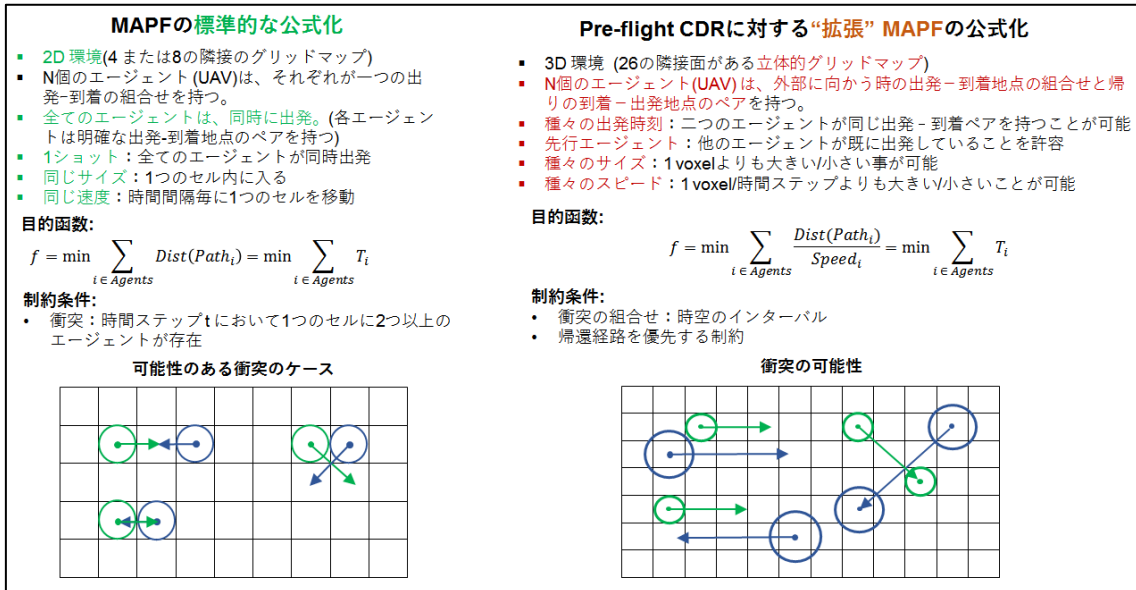 MAPFの標準的な公式化
▪ 2D 環境(4 または8の隣接のグリッドマップ)
▪ N個のエージェント(UAV)は、それぞれが一つの出
発–到着の組合せを持つ。
▪ 全てのエージェントは、同時に出発。(各エージェン
トは明確な出発-到着地点のペアを持つ)
▪ 1ショット：全てのエージェントが同時出発
▪ 同じサイズ：1つのセル内に入る
▪ 同じ速度：時間間隔毎に1つのセルを移動
目的函数:
f = min ∑ i ∈ Agents Dist(Path_i) = min ∑ i ∈ Agents T_i
制約条件:
• 衝突：時間ステップ t において1つのセルに2つ以上の
エージェントが存在
可能性のある衝突のケース
Pre-flight CDRに対する“拡張” MAPFの公式化
▪ 3D 環境 (26の隣接面がある立体的グリッドマップ)
▪ N個のエージェント(UAV) は、外部に向かう時の出発 – 到着地点の組合せと帰
りの到着 – 出発地点のペアを持つ。
▪ 種々の出発時刻：二つのエージェントが同じ出発 – 到着ペアを持つことが可能
▪ 先行エージェント：他のエージェントが既に出発していることを許容
▪ 種々のサイズ：1 voxelよりも大きい/小さい事が可能
▪ 種々のスピード：1 voxel/時間ステップよりも大きい/小さいことが可能
目的函数:
f = min ∑ i ∈ Agents Dist(Path_i) / Speed_i = min ∑ i ∈ Agents T_i
制約条件:
• 衝突の組合せ：時空のインターバル
• 帰還経路を優先する制約
衝突の可能性